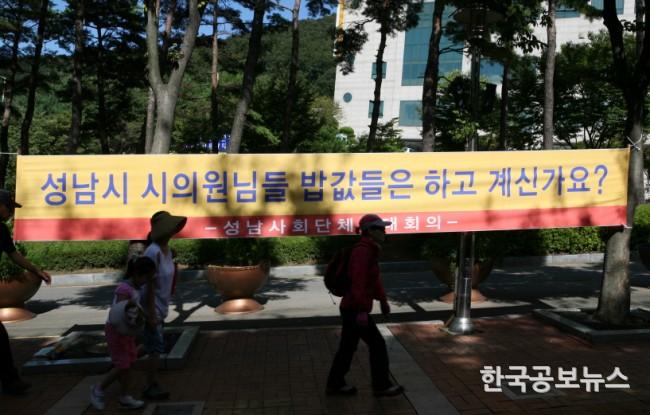 성남시 시의원님들 밥값들은 하고 계신가요?
- 성남사회단체 대회의 -
한국공보뉴스